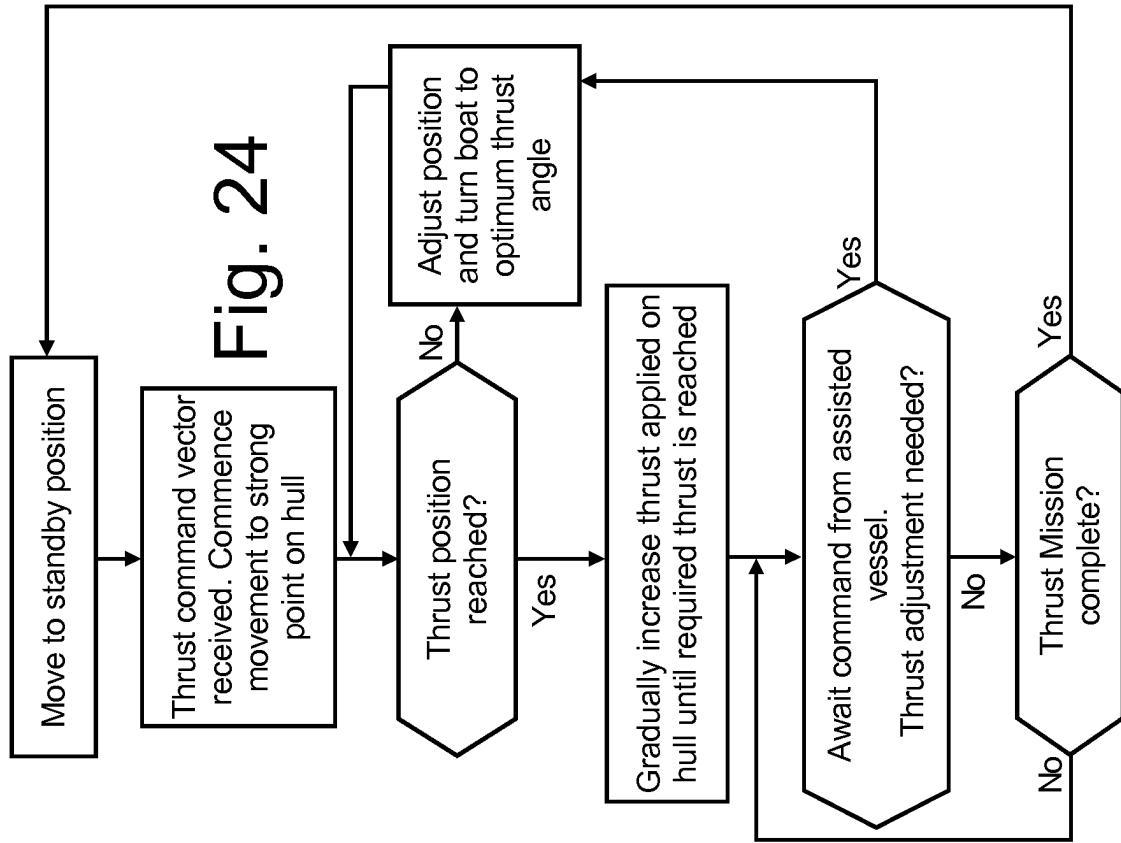 Fig. 24
Move to standby position
Thrust command vector
received. Commence
movement to strong
point on hull
Thrust position
reached?
No
Adjust position
and turn boat to
optimum thrust
angle
Yes
Gradually increase thrust applied on
hull until required thrust is reached
Await command from assisted
vessel.
Thrust adjustment needed?
Yes
No
Thrust Mission
complete?
No
Yes